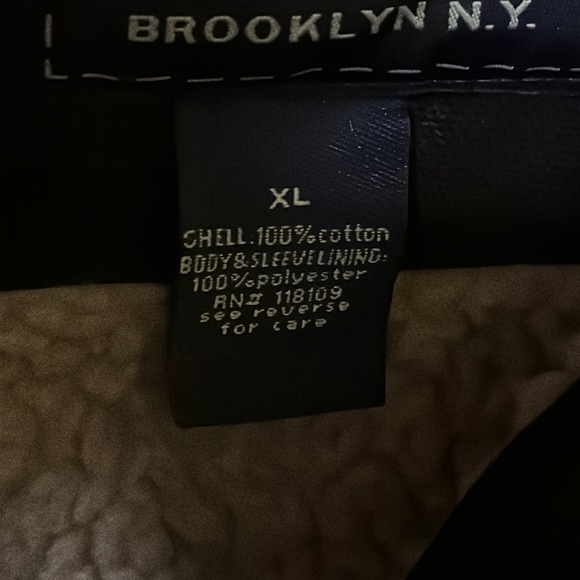 BROOKLYN N.Y.
XL
SHELL.100%cotton
BODY&SLEEVELINING:
100%polyester
RN# 118109
see reverse
for care